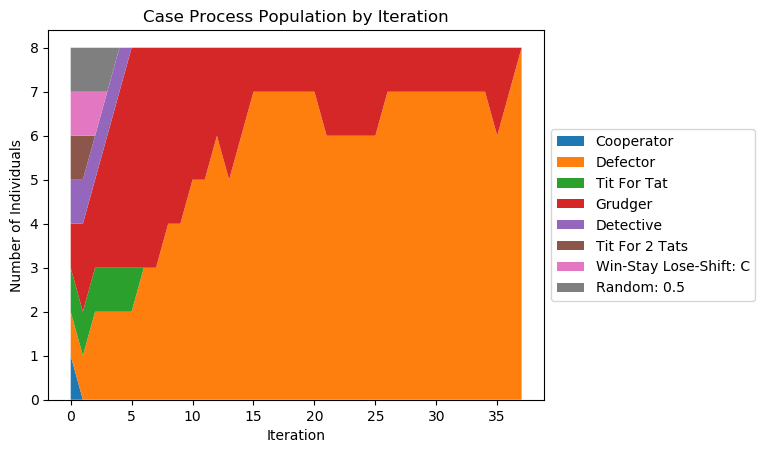 Case Process Population by Iteration
Number of Individuals
8
7
6
5
4
3
2
1
0
0 5 10 15 20 25 30 35
Iteration
Cooperator
Defector
Tit For Tat
Grudger
Detective
Tit For 2 Tats
Win-Stay Lose-Shift: C
Random: 0.5